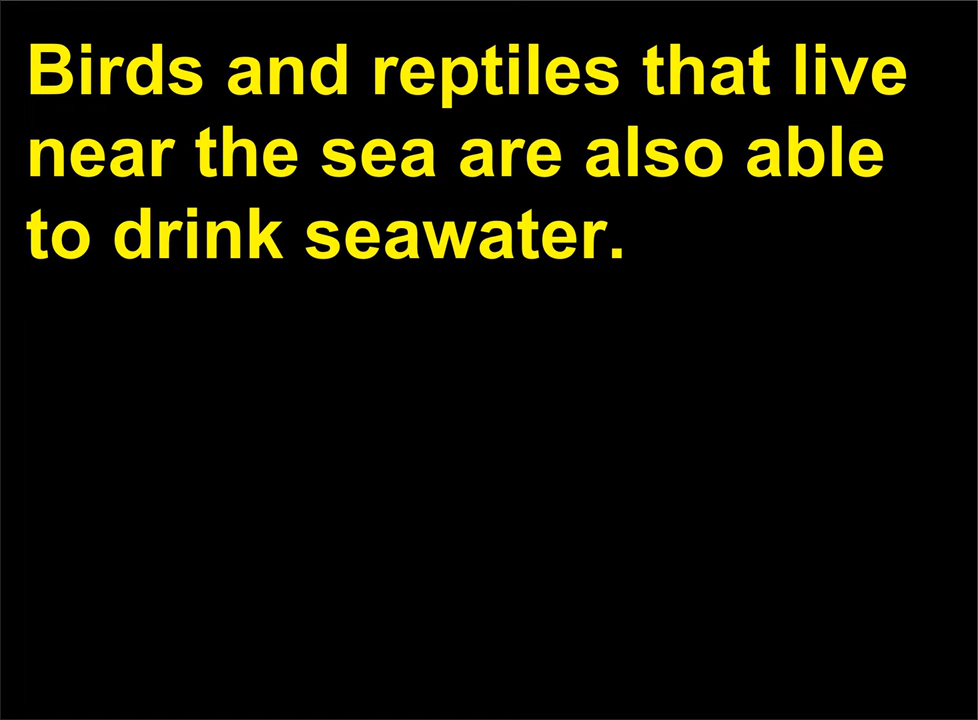 Birds and reptiles that live
near the sea are also able
to drink seawater.